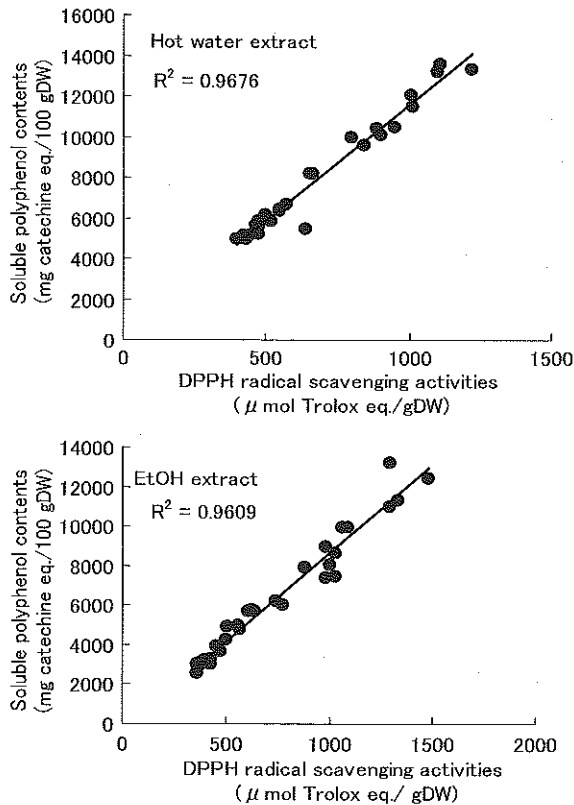 16000
14000
12000
10000
8000
6000
4000
2000
0
Soluble polyphenol contents
(mg catechine eq./100 gDW)
Hot water extract
R² = 0.9676
0
500
1000
1500
DPPH radical scavenging activities
( μ mol Trolox eq./gDW)
14000
12000
10000
8000
6000
4000
2000
0
Soluble polyphenol contents
(mg catechine eq./100 gDW)
EtOH extract
R² = 0.9609
0
500
1000
1500
2000
DPPH radical scavenging activities
( μ mol Trolox eq./ gDW)